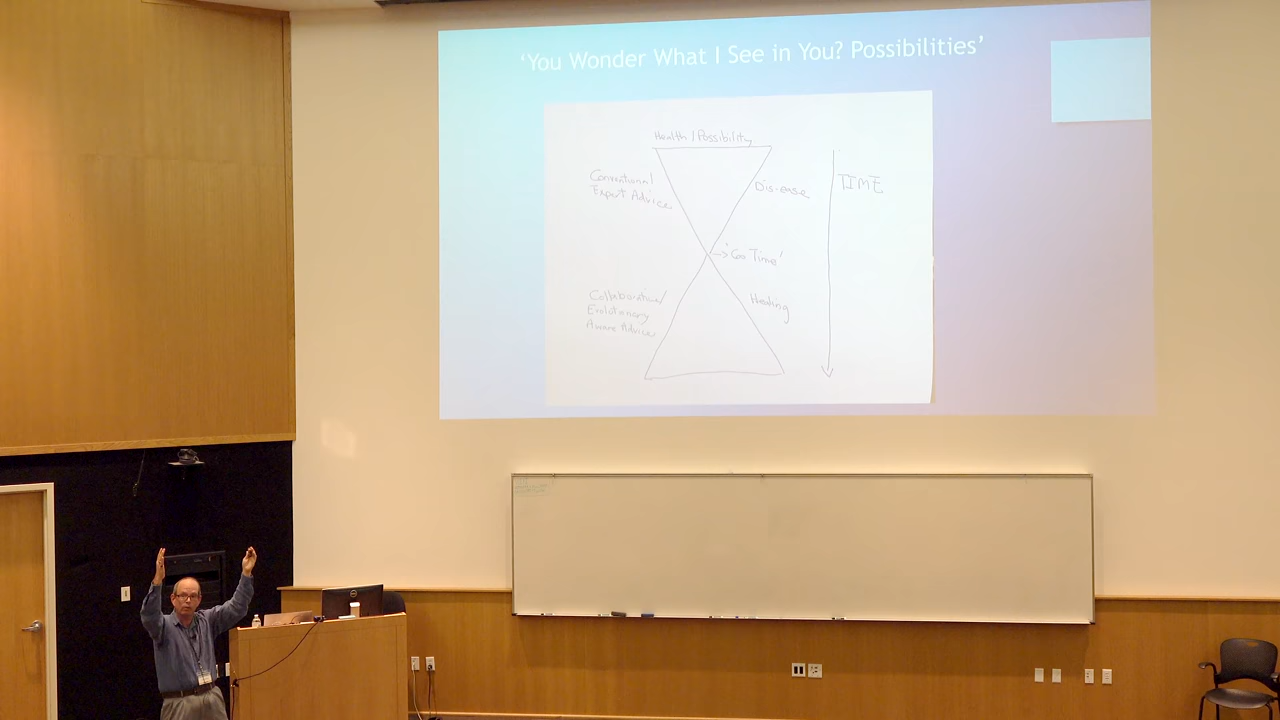 'You Wonder What I See in You? Possibilities'
Health / Possibility
Conventional
Expert Advice
Dis-ease
TIME
'Go Time'
Collaborative/
Evolutionary
Aware Advice
Healing
DELL